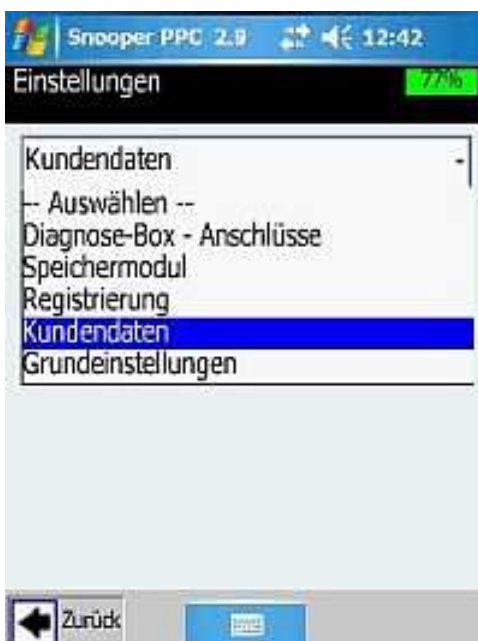 Snooper PPC 2.9 12:42
Einstellungen 77%
Kundendaten
-- Auswählen --
Diagnose-Box - Anschlüsse
Speichermodul
Registrierung
Kundendaten
Grundeinstellungen
Zurück